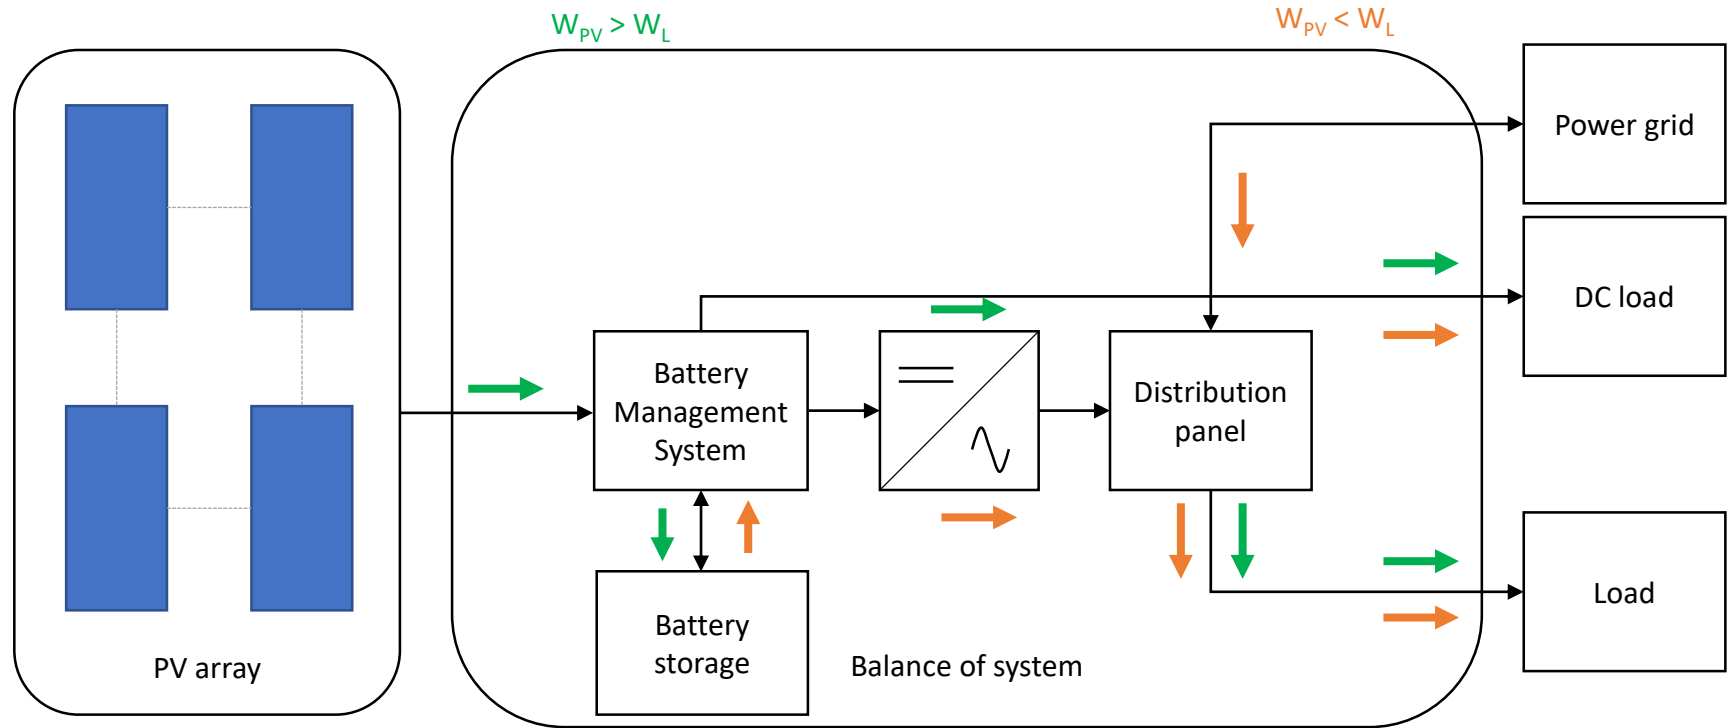 W_PV > W_L
W_PV < W_L
Power grid
DC load
Battery
Management
System
Distribution
panel
Load
Battery
storage
PV array
Balance of system